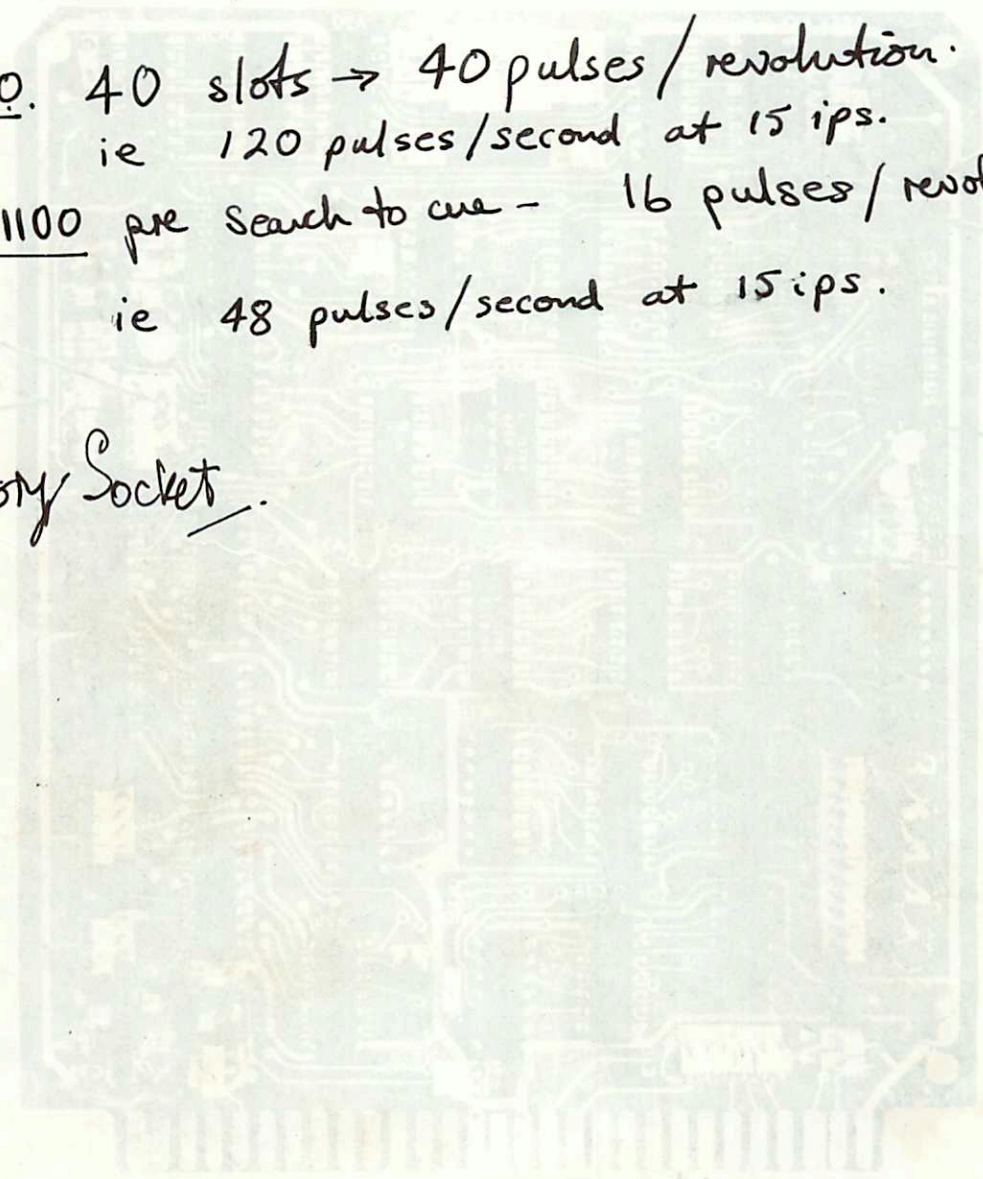 0. 40 slots → 40 pulses/revolution.
ie 120 pulses/second at 15 ips.
1100 pre search to cue - 16 pulses/revol
ie 48 pulses/second at 15 ips.
ory Socket.